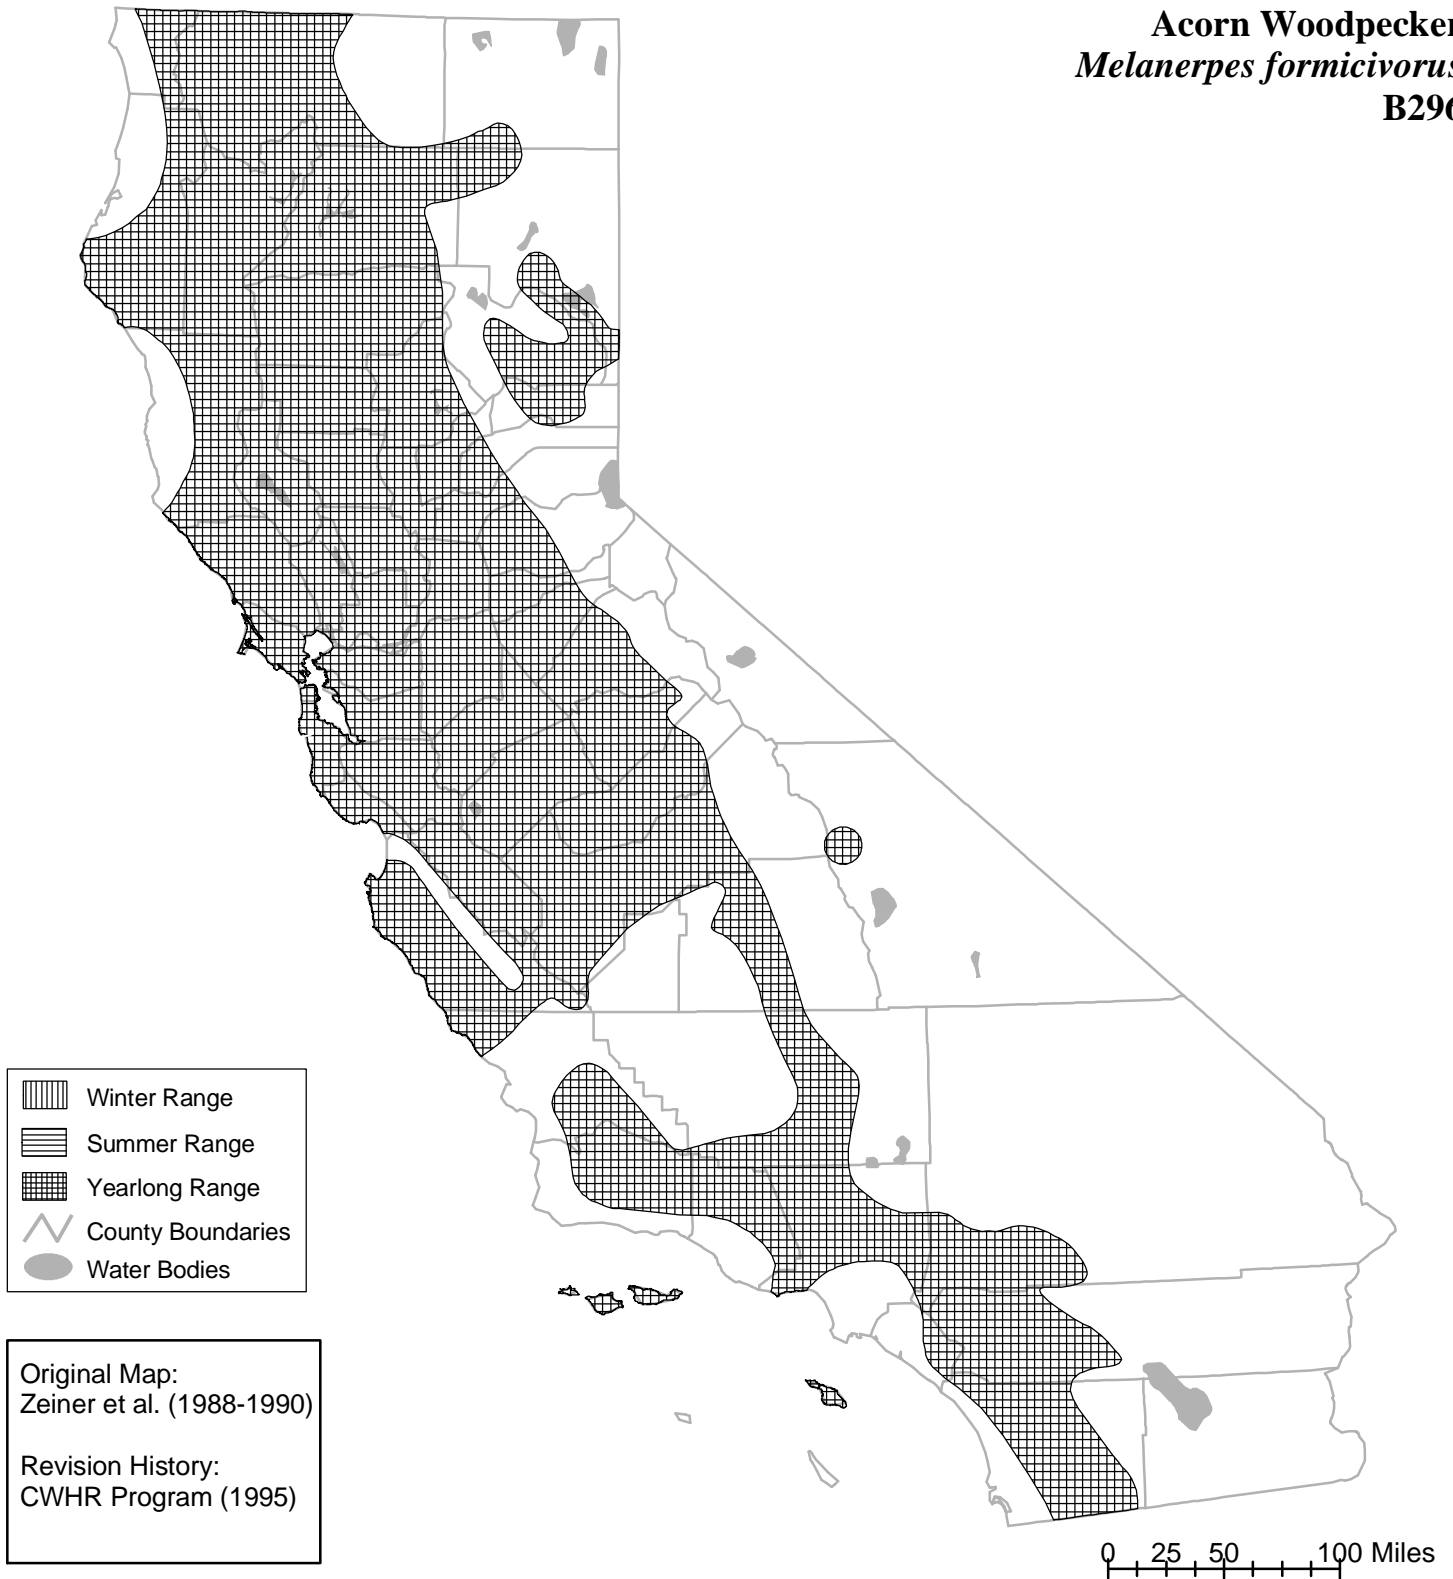 Acorn Woodpecker
Melanerpes formicivorus
B296
Winter Range
Summer Range
Yearlong Range
County Boundaries
Water Bodies
Original Map:
Zeiner et al. (1988-1990)
Revision History:
CWHR Program (1995)
0 25 50 100 Miles